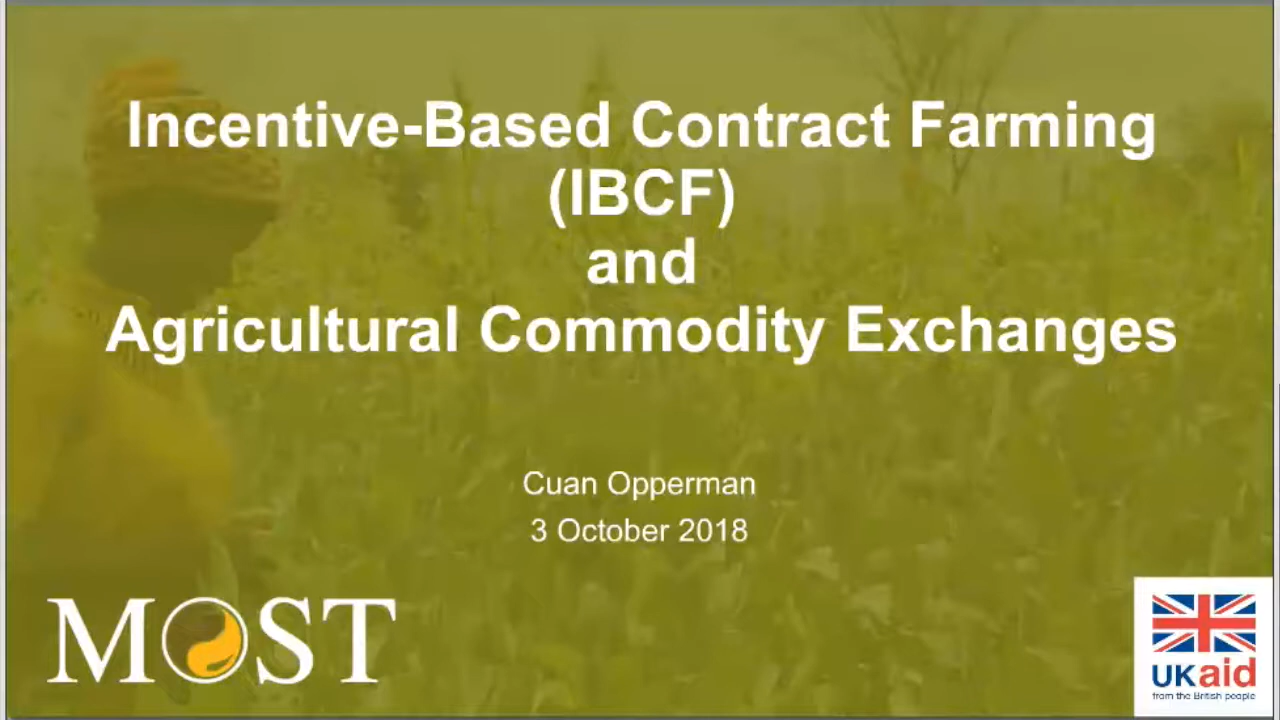 Incentive-Based Contract Farming
(IBCF)
and
Agricultural Commodity Exchanges
Cuan Opperman
3 October 2018
MOST
UKaid
from the British people